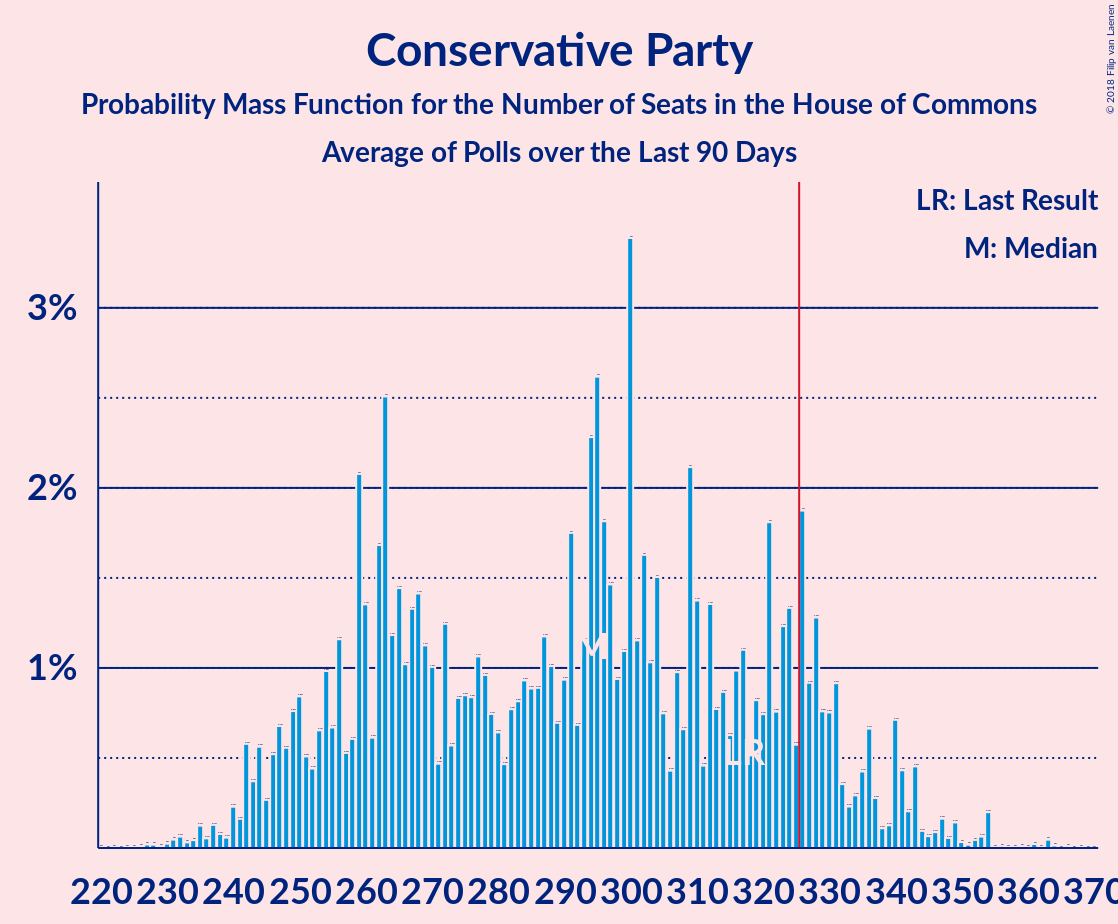 Conservative Party
Probability Mass Function for the Number of Seats in the House of Commons
Average of Polls over the Last 90 Days
© 2018 Filip van Laenen
LR: Last Result
M: Median
3%
2%
1%
M
LR
220 230 240 250 260 270 280 290 300 310 320 330 340 350 360 370